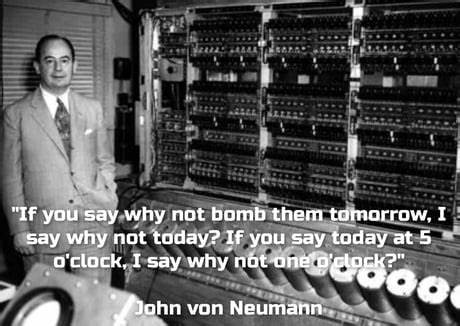 "If you say why not bomb them tomorrow, I
say why not today? If you say today at 5
o'clock, I say why not one o'clock?"
John von Neumann